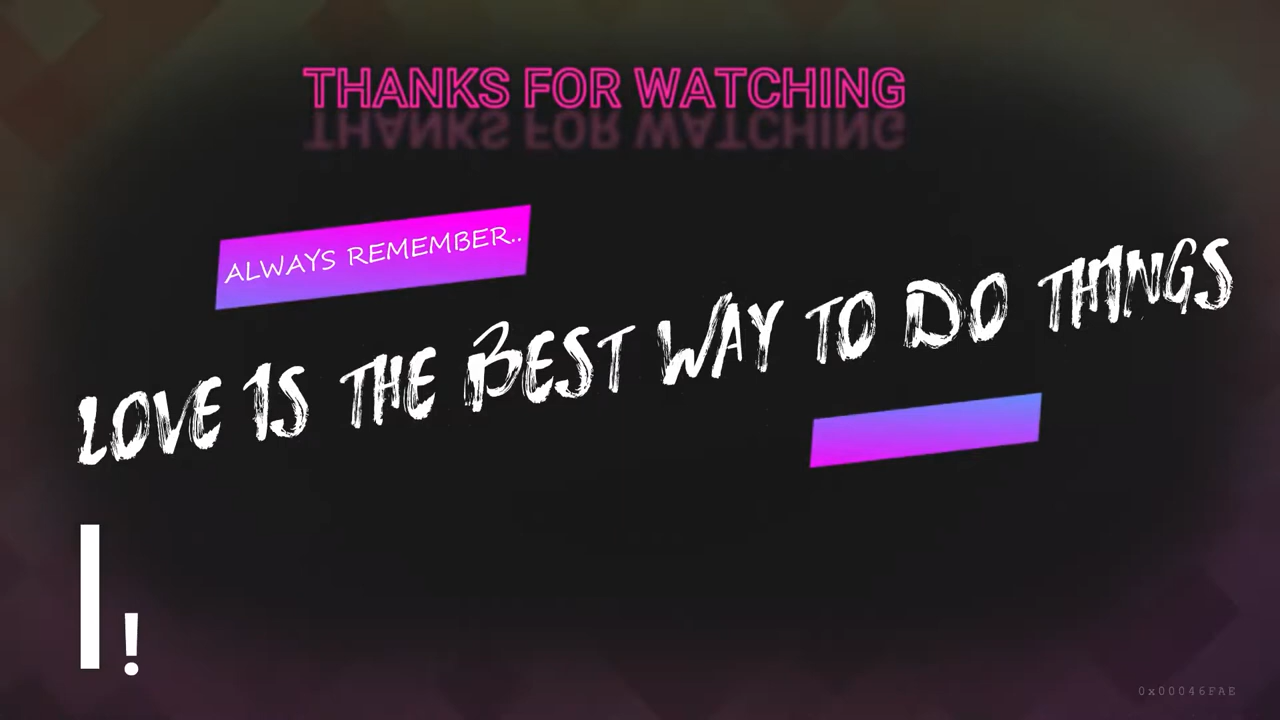 THANKS FOR WATCHING
ALWAYS REMEMBER..
LOVE IS THE BEST WAY TO DO THINGS
!
0x00046FAE